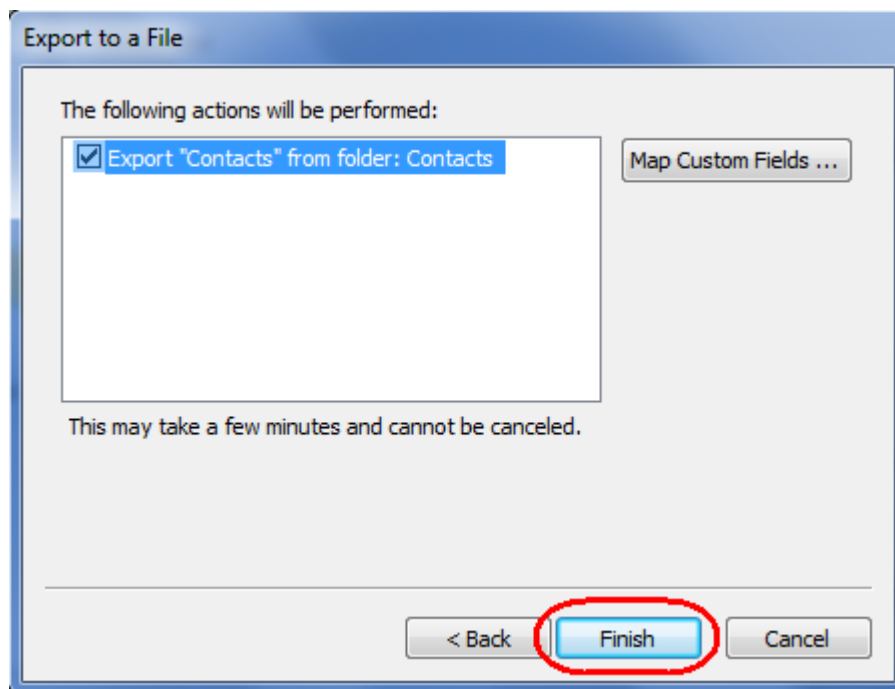 Export to a File
The following actions will be performed:
Export "Contacts" from folder: Contacts
Map Custom Fields ...
This may take a few minutes and cannot be canceled.
< Back
Finish
Cancel